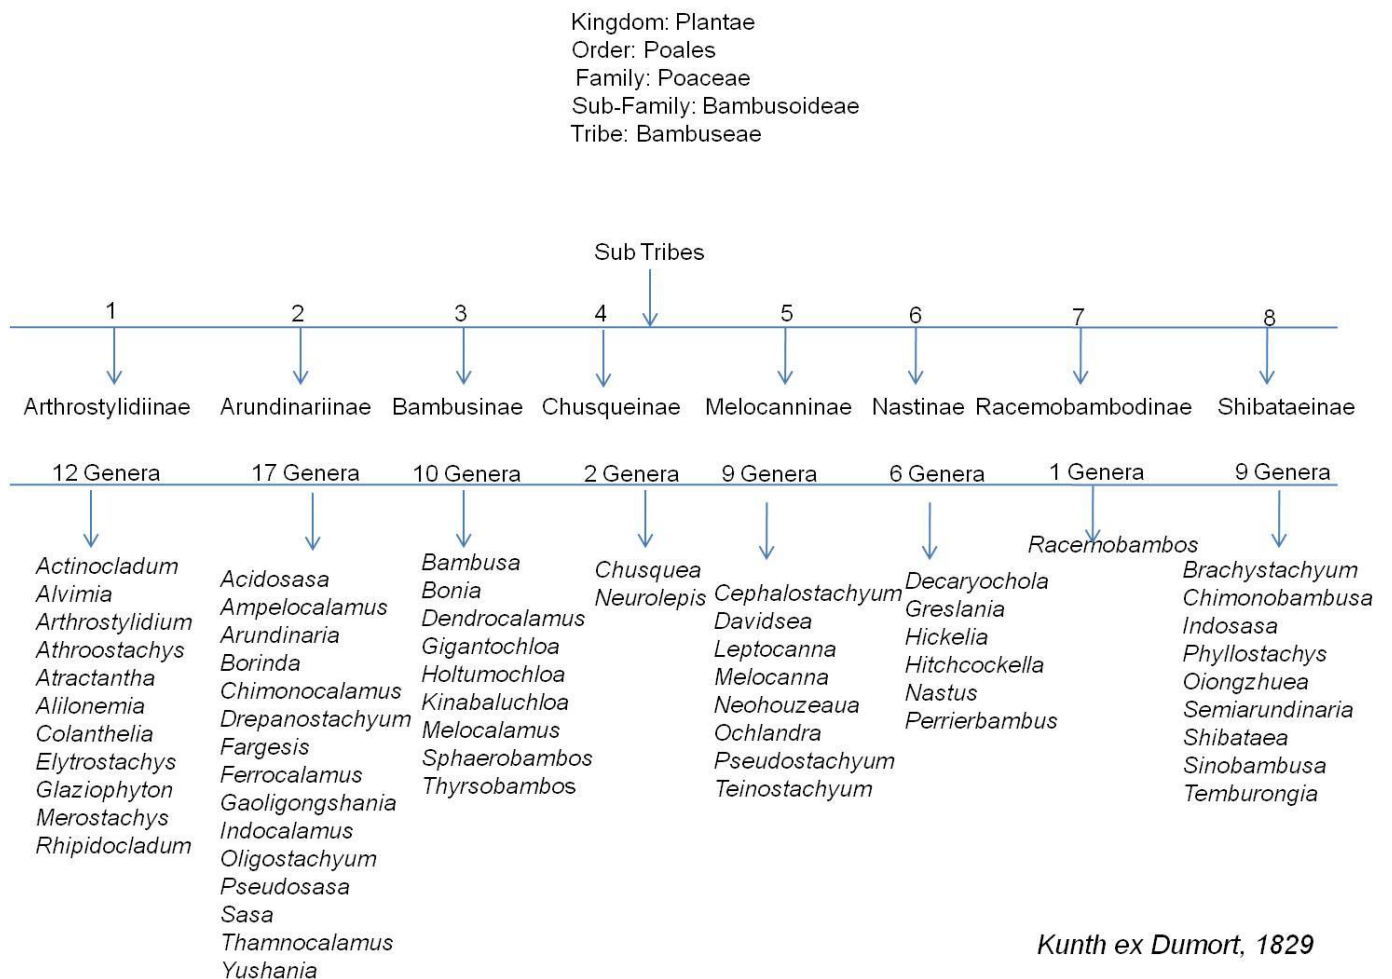 Kingdom: Plantae
Order: Poales
Family: Poaceae
Sub-Family: Bambusoideae
Tribe: Bambuseae
Sub Tribes
1 2 3 4 5 6 7 8
Arthrostylidiinae Arundinariinae Bambusinae Chusqueinae Melocanninae Nastinae Racemobambodinae Shibataeinae
12 Genera 17 Genera 10 Genera 2 Genera 9 Genera 6 Genera 1 Genera 9 Genera
Actinocladum
Alvimia
Arthrostylidium
Athroostachys
Atractantha
Alilonemia
Colanthelia
Elytrostachys
Glaziophyton
Merostachys
Rhipidocladum
Acidosasa
Ampelocalamus
Arundinaria
Borinda
Chimonocalamus
Drepanostachyum
Fargesis
Ferrocalamus
Gaoligongshania
Indocalamus
Oligostachyum
Pseudosasa
Sasa
Thamnocalamus
Yushania
Bambusa
Bonia
Dendrocalamus
Gigantochloa
Holtumochloa
Kinabaluchloa
Melocalamus
Sphaerobambos
Thyrsobambos
Chusquea
Neurolepis
Cephalostachyum
Davidsea
Leptocanna
Melocanna
Neohouzeaua
Ochlandra
Pseudostachyum
Teinostachyum
Decaryochola
Greslania
Hickelia
Hitchcockella
Nastus
Perrierbambus
Racemobambos
Brachystachyum
Chimonobambusa
Indosasa
Phyllostachys
Oiongzhuea
Semiarundinaria
Shibataea
Sinobambusa
Temburongia
Kunth ex Dumort, 1829